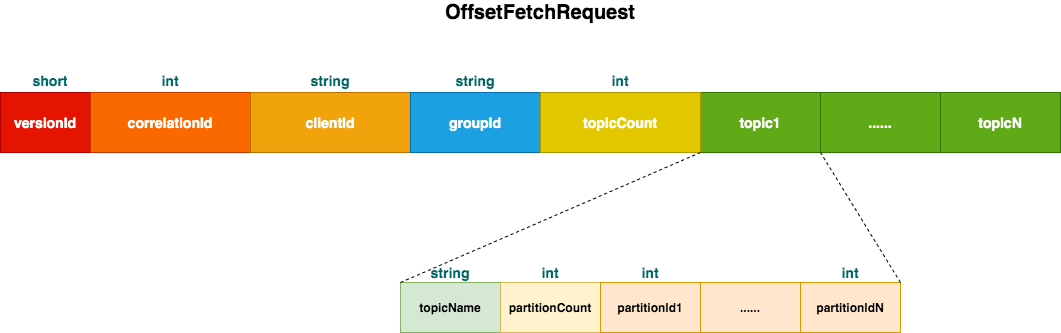 OffsetFetchRequest
short int string string int
versionId correlationId clientId groupId topicCount topic1 ...... topicN
string int int int
topicName partitionCount partitionId1 ...... partitionIdN